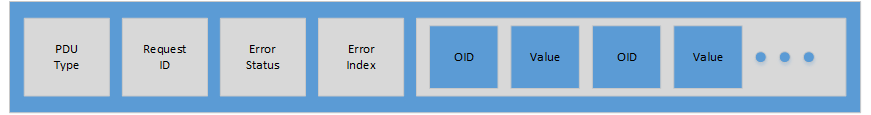 PDU
Type
Request
ID
Error
Status
Error
Index
OID
Value
OID
Value